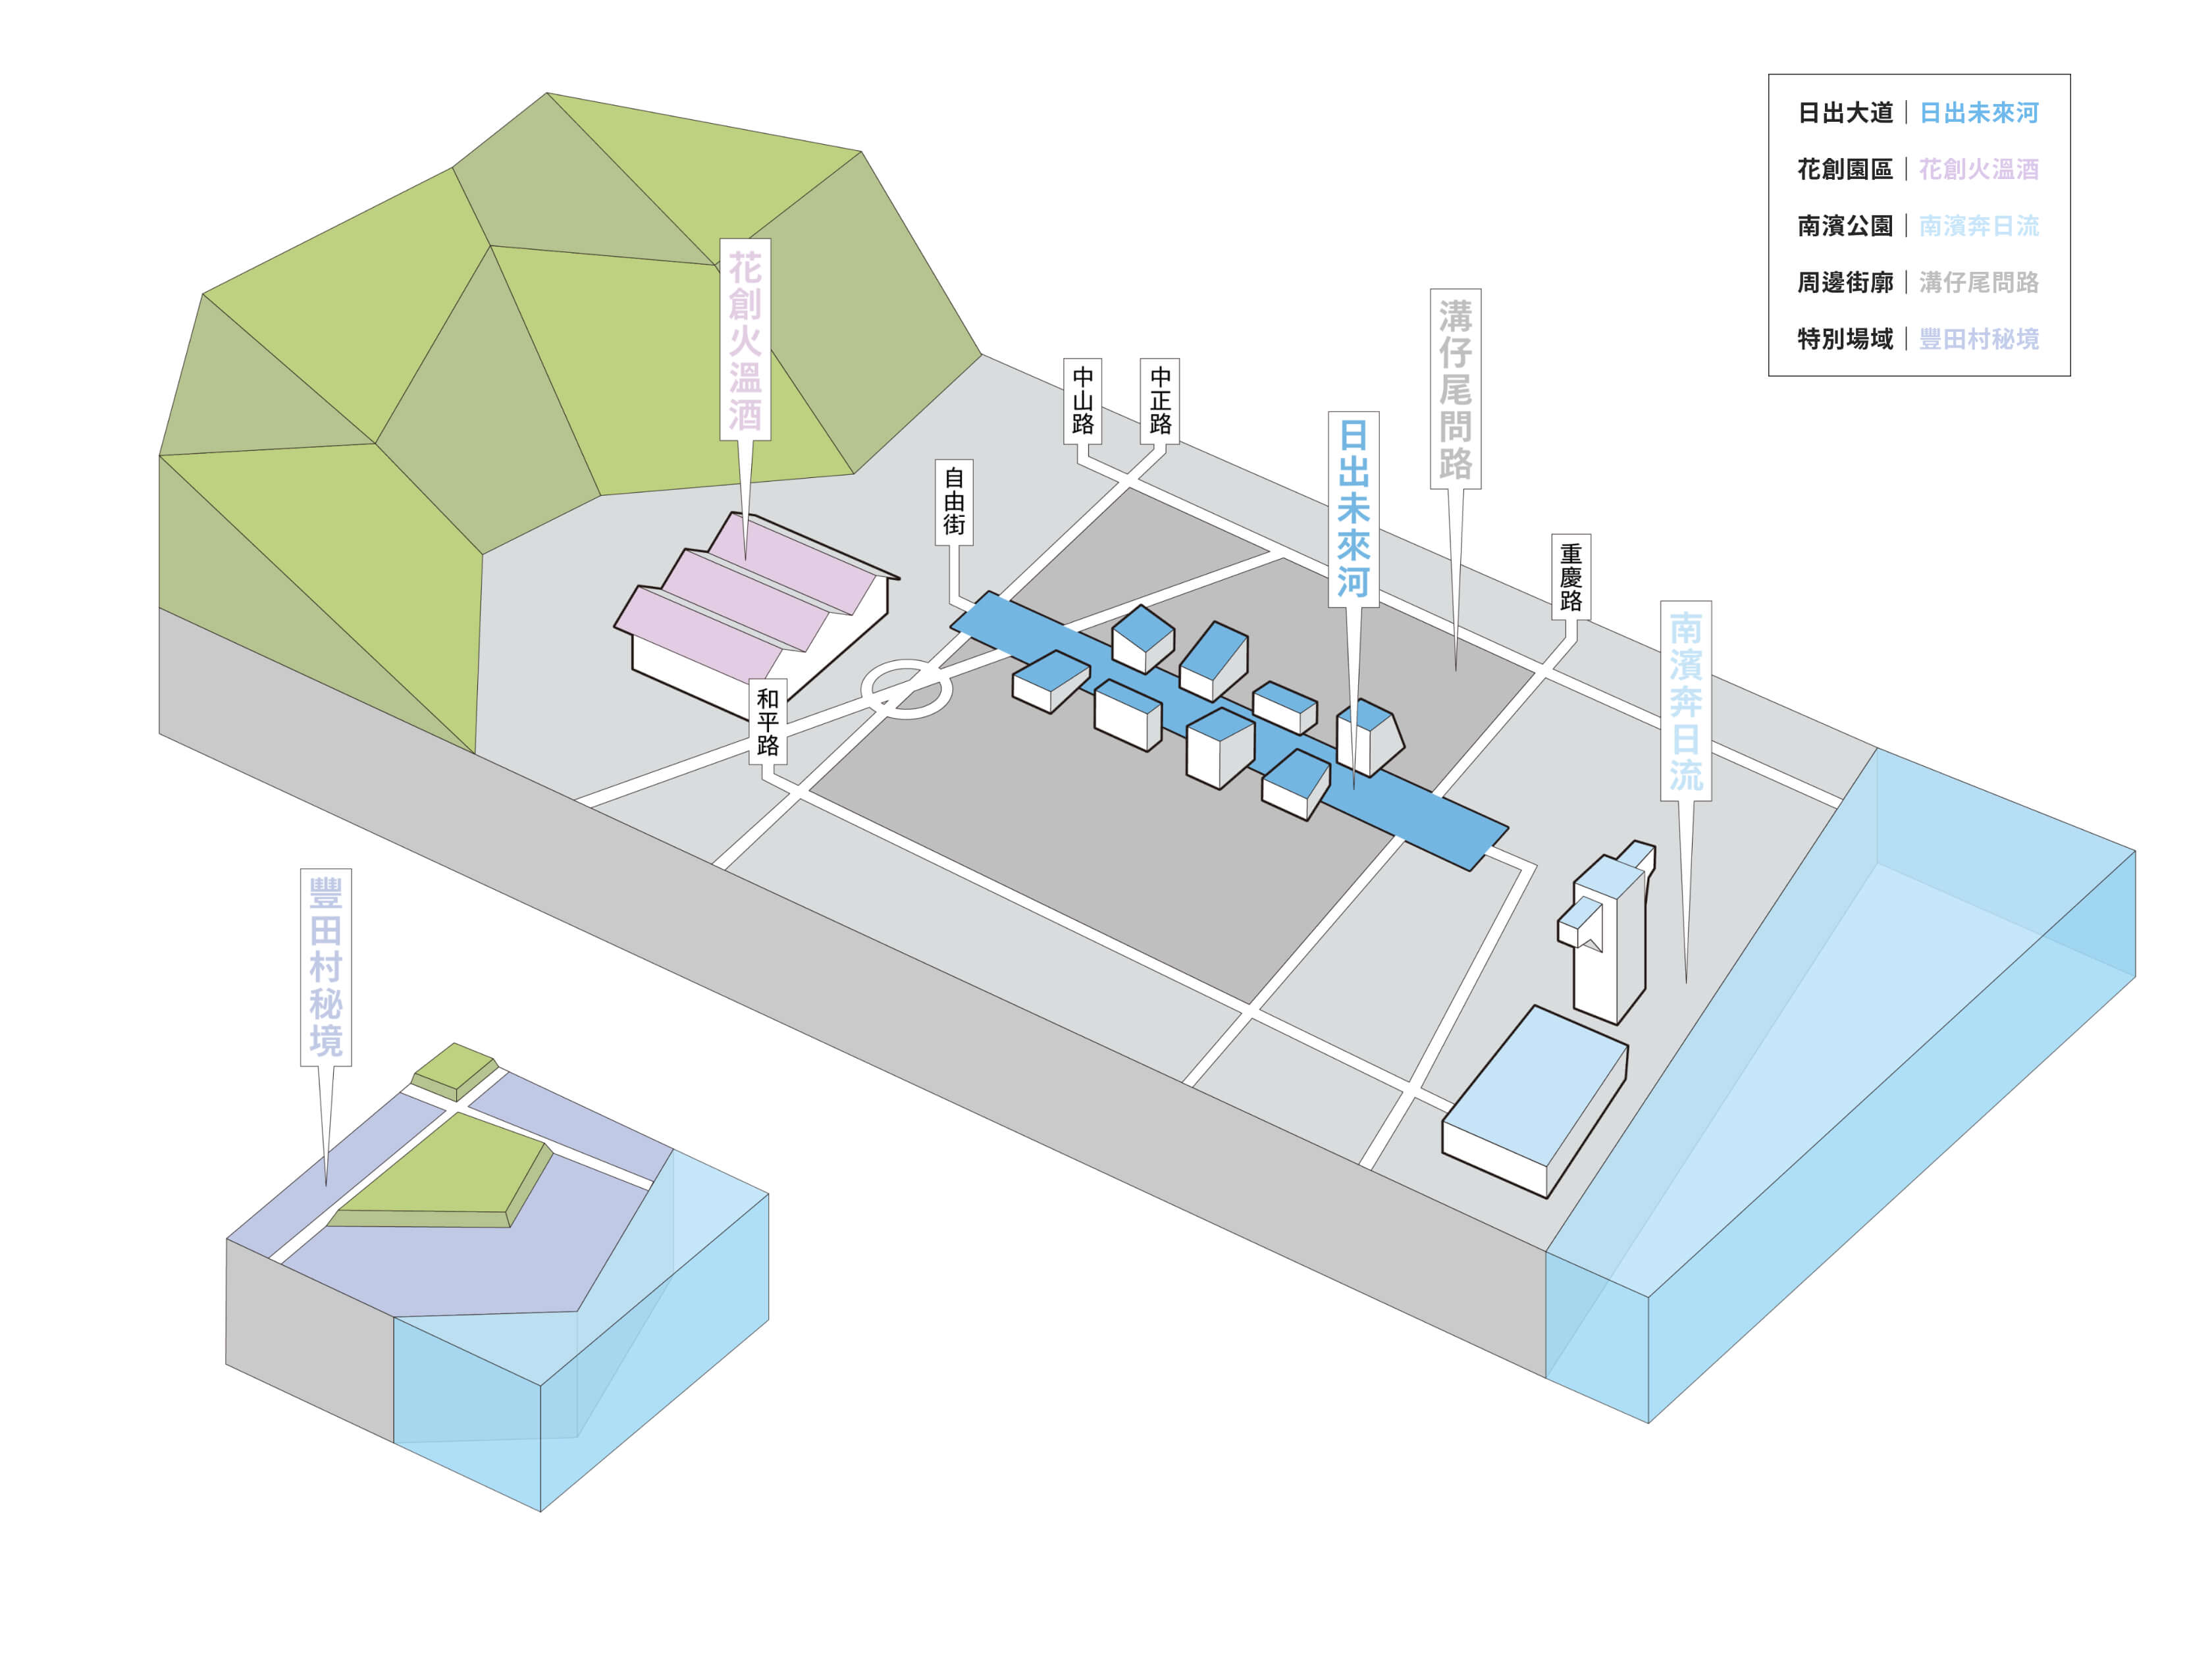 日出大道｜日出未來河
花創園區｜花創火溫酒
南濱公園｜南濱奔日流
周邊街廓｜溝仔尾問路
特別場域｜豐田村秘境
花創火溫酒
溝仔尾問路
中山路
中正路
日出未來河
自由街
重慶路
南濱奔日流
和平路
豐田村秘境